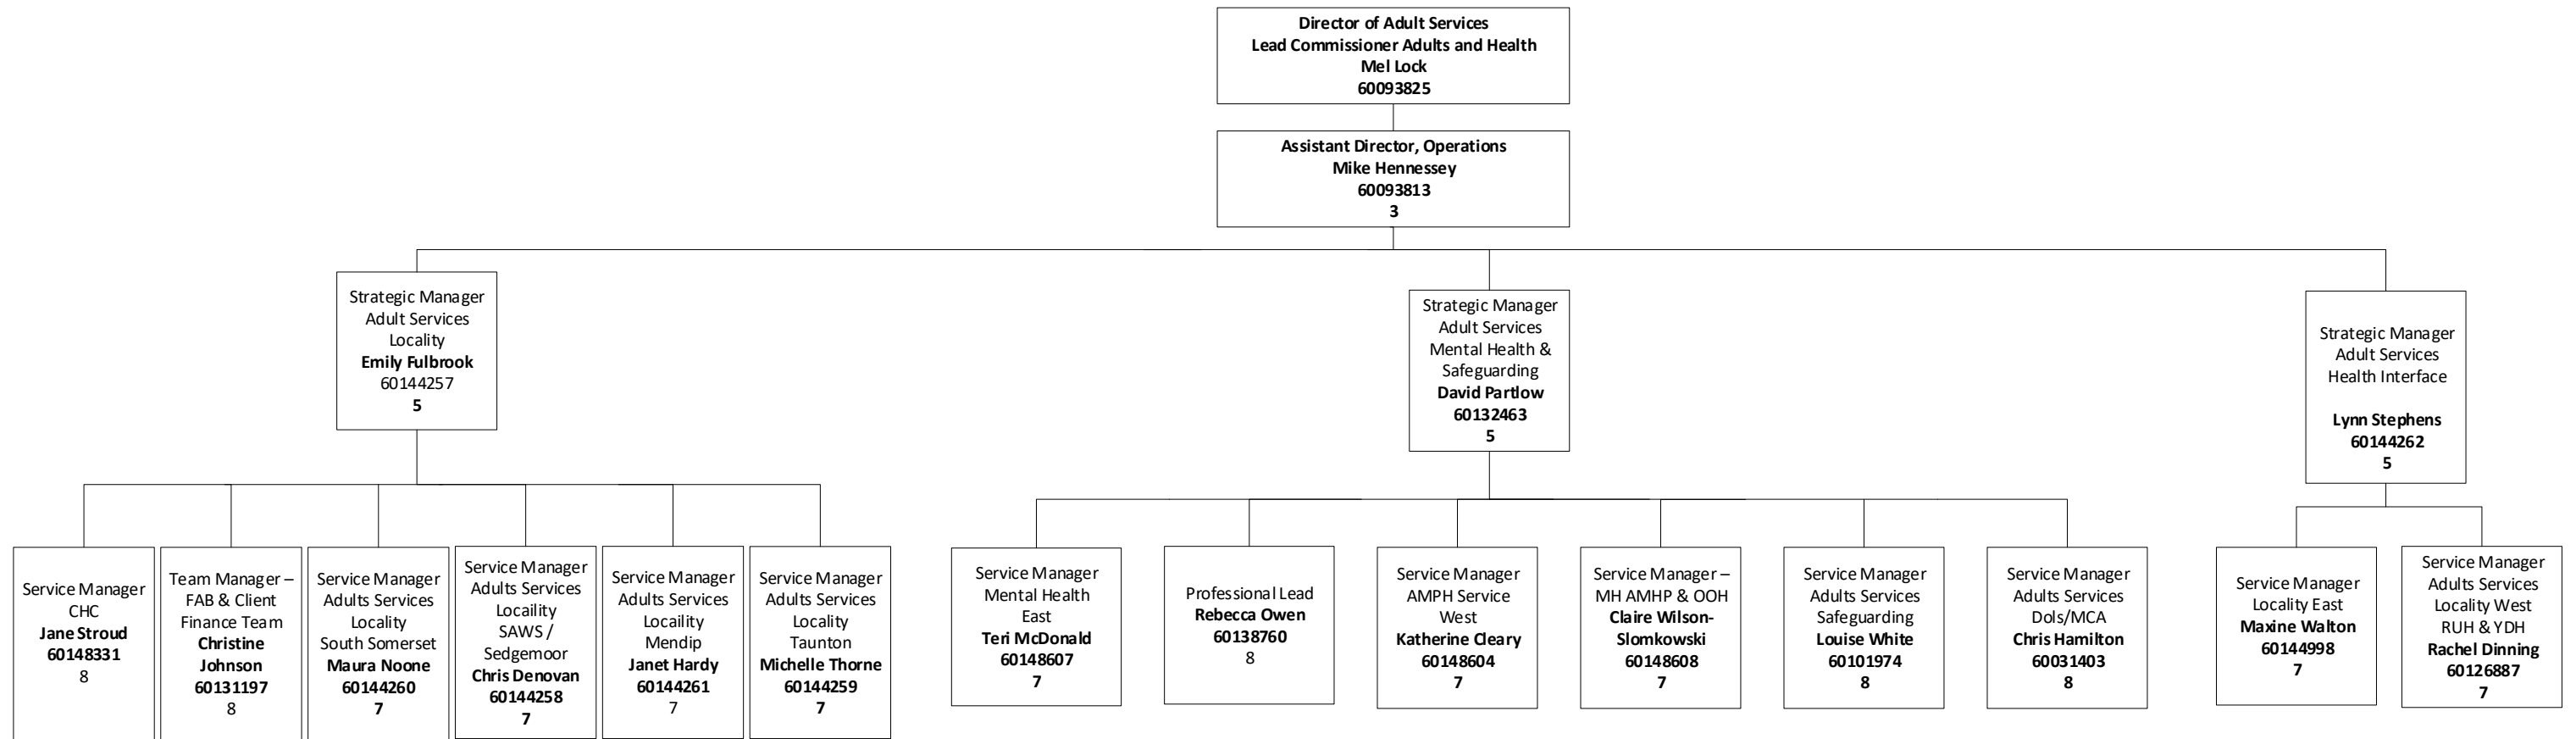 Director of Adult Services
Lead Commissioner Adults and Health
Mel Lock
60093825
Assistant Director, Operations
Mike Hennessey
60093813
3
Strategic Manager
Adult Services
Locality
Emily Fulbrook
60144257
5
Strategic Manager
Adult Services
Mental Health &
Safeguarding
David Partlow
60132463
5
Strategic Manager
Adult Services
Health Interface
Lynn Stephens
60144262
5
Service Manager
CHC
Jane Stroud
60148331
8
Team Manager –
FAB & Client
Finance Team
Christine
Johnson
60131197
8
Service Manager
Adults Services
Locality
South Somerset
Maura Noone
60144260
7
Service Manager
Adults Services
Locaility
SAWS /
Sedgemoor
Chris Denovan
60144258
7
Service Manager
Adults Services
Locaility
Mendip
Janet Hardy
60144261
7
Service Manager
Adults Services
Locality
Taunton
Michelle Thorne
60144259
7
Service Manager
Mental Health
East
Teri McDonald
60148607
7
Professional Lead
Rebecca Owen
60138760
8
Service Manager
AMPH Service
West
Katherine Cleary
60148604
7
Service Manager –
MH AMHP & OOH
Claire Wilson-
Slomkowski
60148608
7
Service Manager
Adults Services
Safeguarding
Louise White
60101974
8
Service Manager
Adults Services
Dols/MCA
Chris Hamilton
60031403
8
Service Manager
Locality East
Maxine Walton
60144998
7
Service Manager
Adults Services
Locality West
RUH & YDH
Rachel Dinning
60126887
7